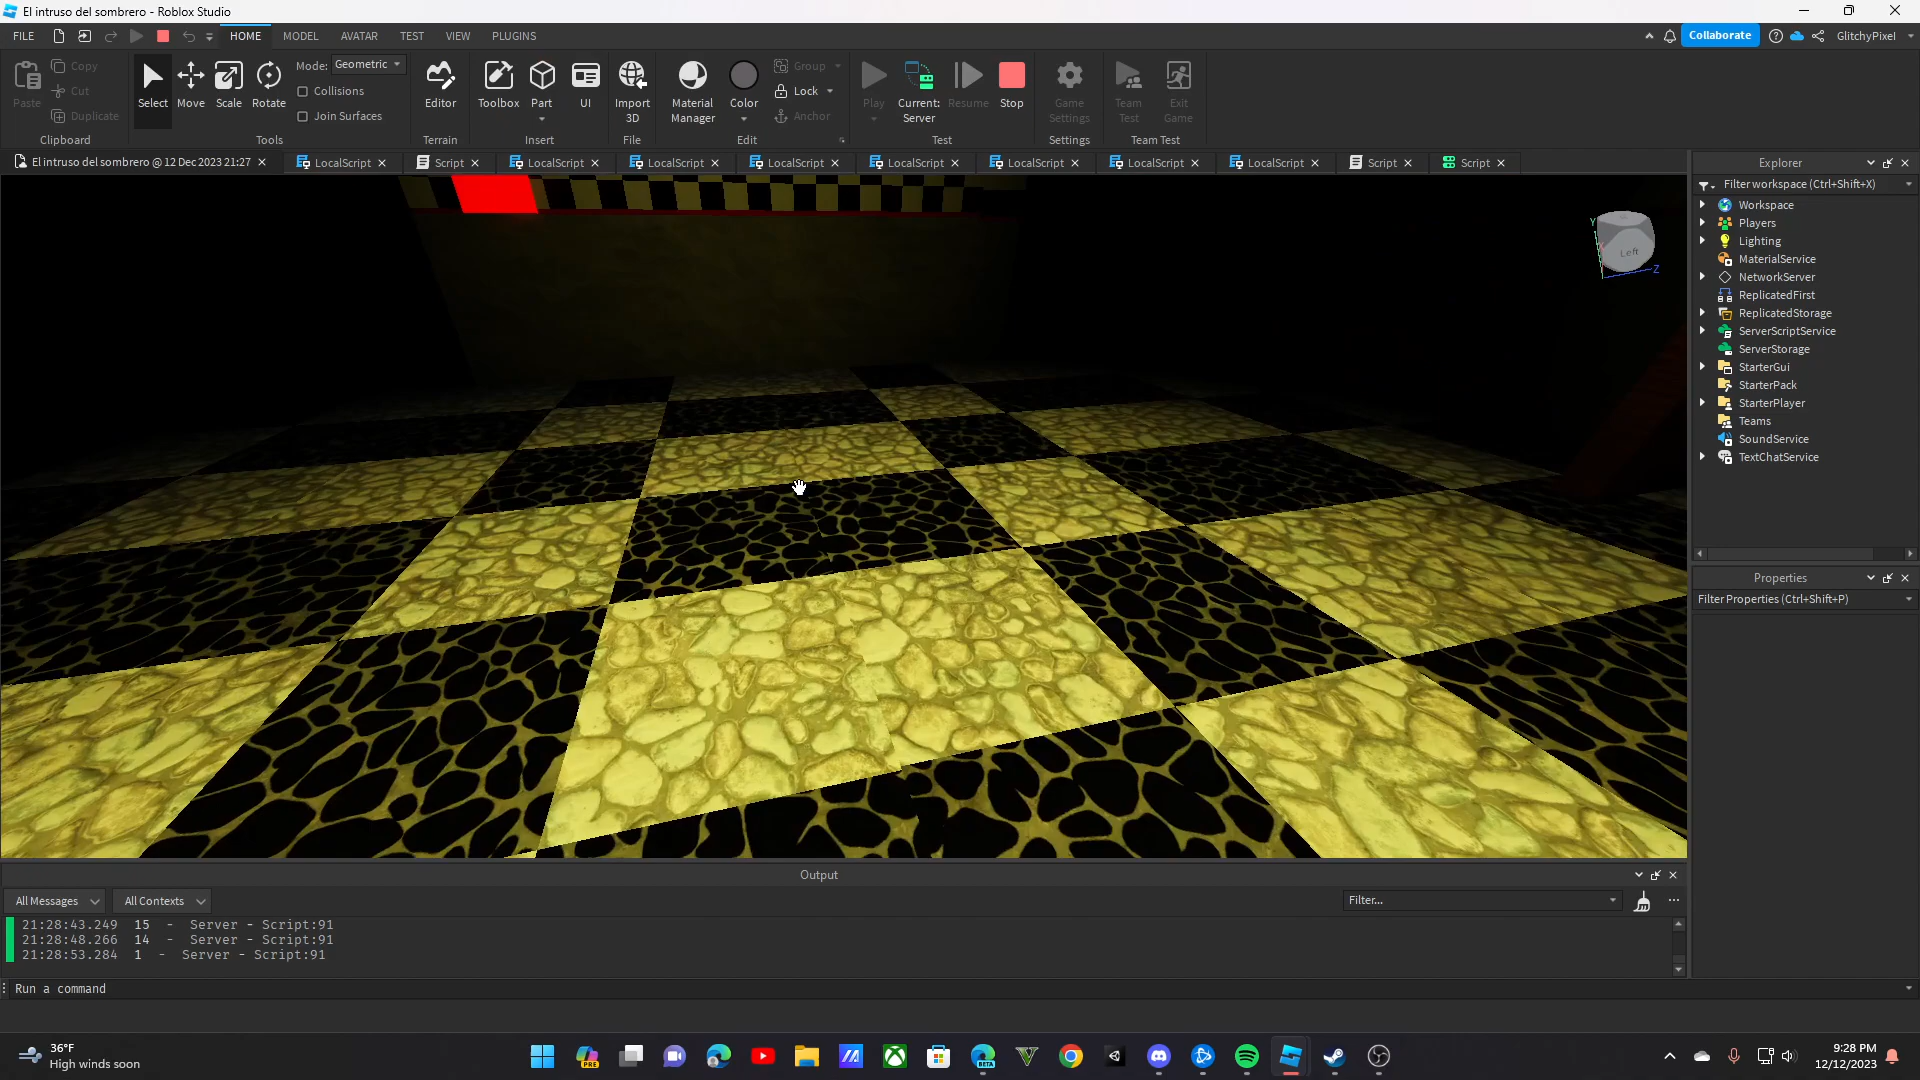 El intruso del sombrero - Roblox Studio
FILE HOME MODEL AVATAR TEST VIEW PLUGINS Collaborate GlitchyPixel
Paste Copy Cut Duplicate Clipboard
Select Move Scale Rotate Mode: Geometric Collisions Join Surfaces Tools
Editor Terrain
Toolbox Part UI Insert
Import 3D File
Material Manager Color Group Lock Anchor Edit
Play Current: Server Resume Stop Test
Game Settings Settings
Team Test Exit Game Team Test
El intruso del sombrero @ 12 Dec 2023 21:27 LocalScript Script LocalScript LocalScript LocalScript LocalScript LocalScript LocalScript LocalScript Script Script
Explorer
Filter workspace (Ctrl+Shift+X)
Workspace
Players
Lighting
MaterialService
NetworkServer
ReplicatedFirst
ReplicatedStorage
ServerScriptService
ServerStorage
StarterGui
StarterPack
StarterPlayer
Teams
SoundService
TextChatService
Y Left Z
Properties
Filter Properties (Ctrl+Shift+P)
Output
All Messages All Contexts Filter...
21:28:43.249 15 - Server - Script:91
21:28:48.266 14 - Server - Script:91
21:28:53.284 1 - Server - Script:91
Run a command
36°F
High winds soon
PRE
BETA
9:28 PM
12/12/2023